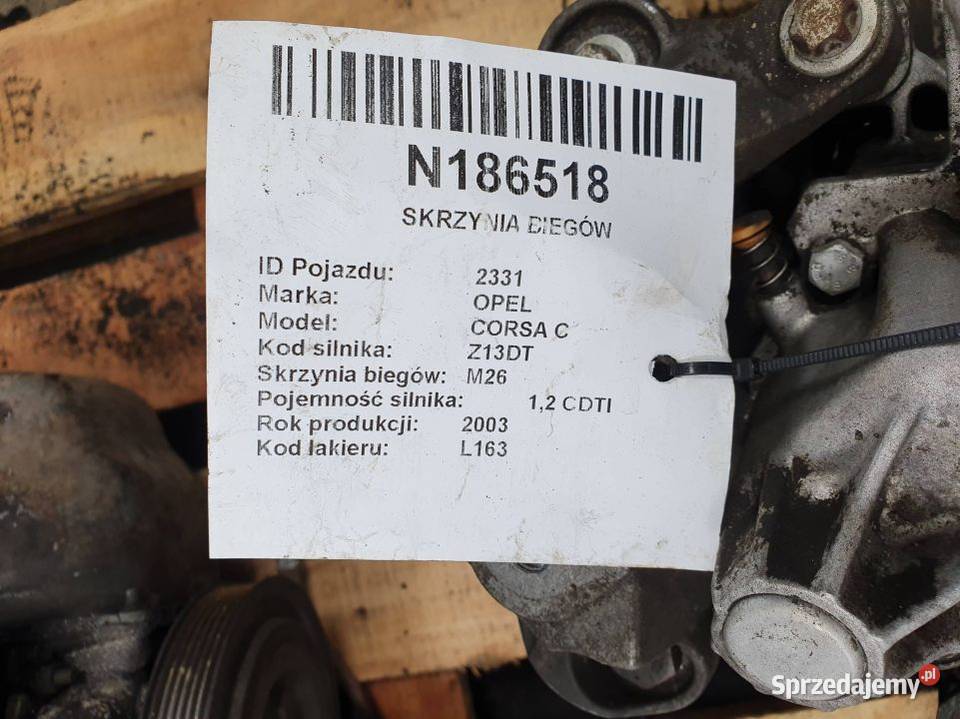 N186518
SKRZYNIA BIEGÓW
ID Pojazdu: 2331
Marka: OPEL
Model: CORSA C
Kod silnika: Z13DT
Skrzynia biegów: M26
Pojemność silnika: 1,2 CDTI
Rok produkcji: 2003
Kod lakieru: L163
Sprzedajemy.pl